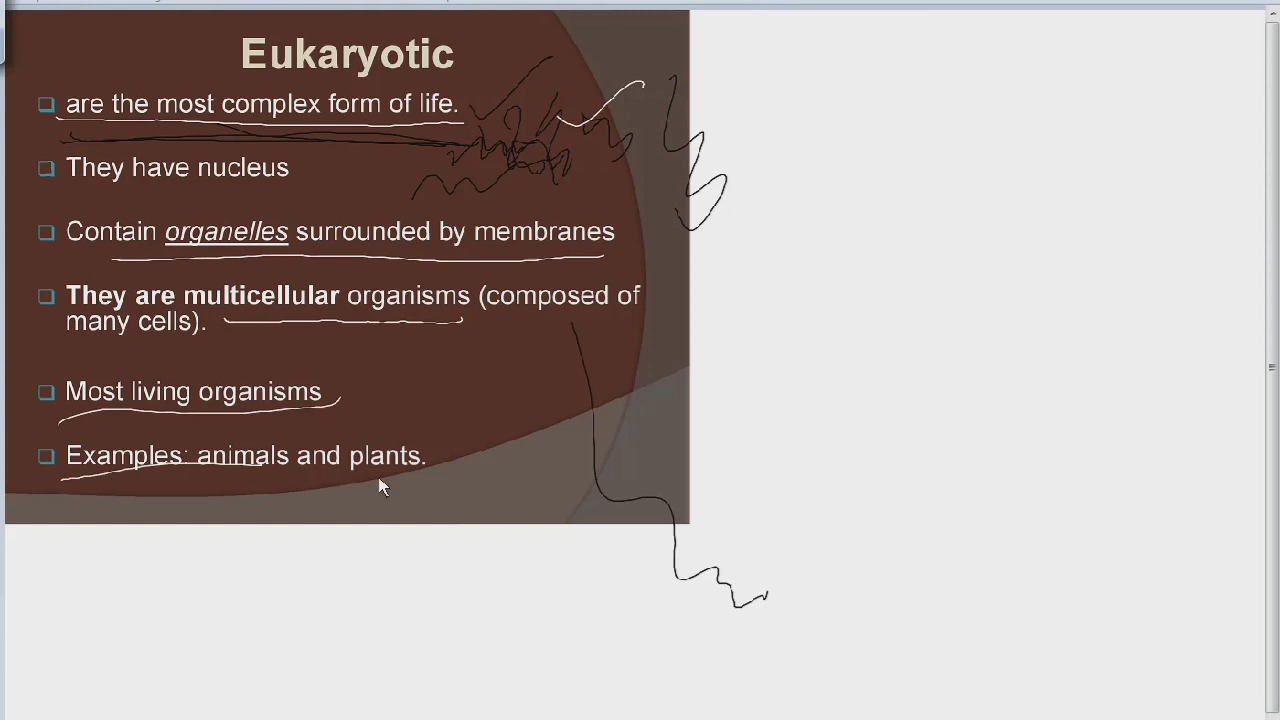 Eukaryotic
are the most complex form of life.
They have nucleus
Contain organelles surrounded by membranes
They are multicellular organisms (composed of
many cells).
Most living organisms
Examples: animals and plants.